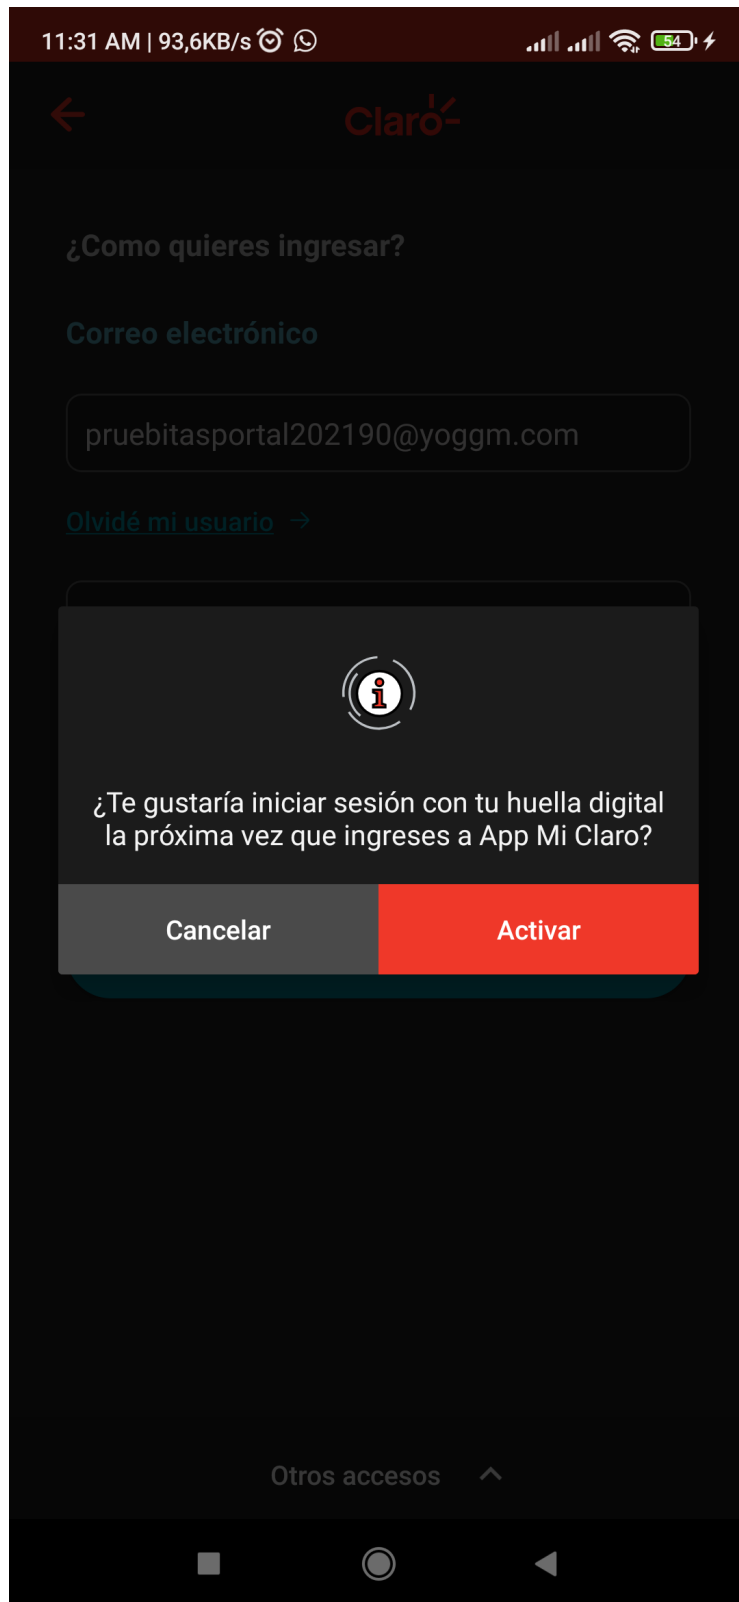 11:31 AM | 93,6KB/s
54
Claro
¿Como quieres ingresar?
Correo electrónico
pruebitasportal202190@yoggm.com
Olvidé mi usuario →
¿Te gustaría iniciar sesión con tu huella digital
la próxima vez que ingreses a App Mi Claro?
Cancelar
Activar
Otros accesos